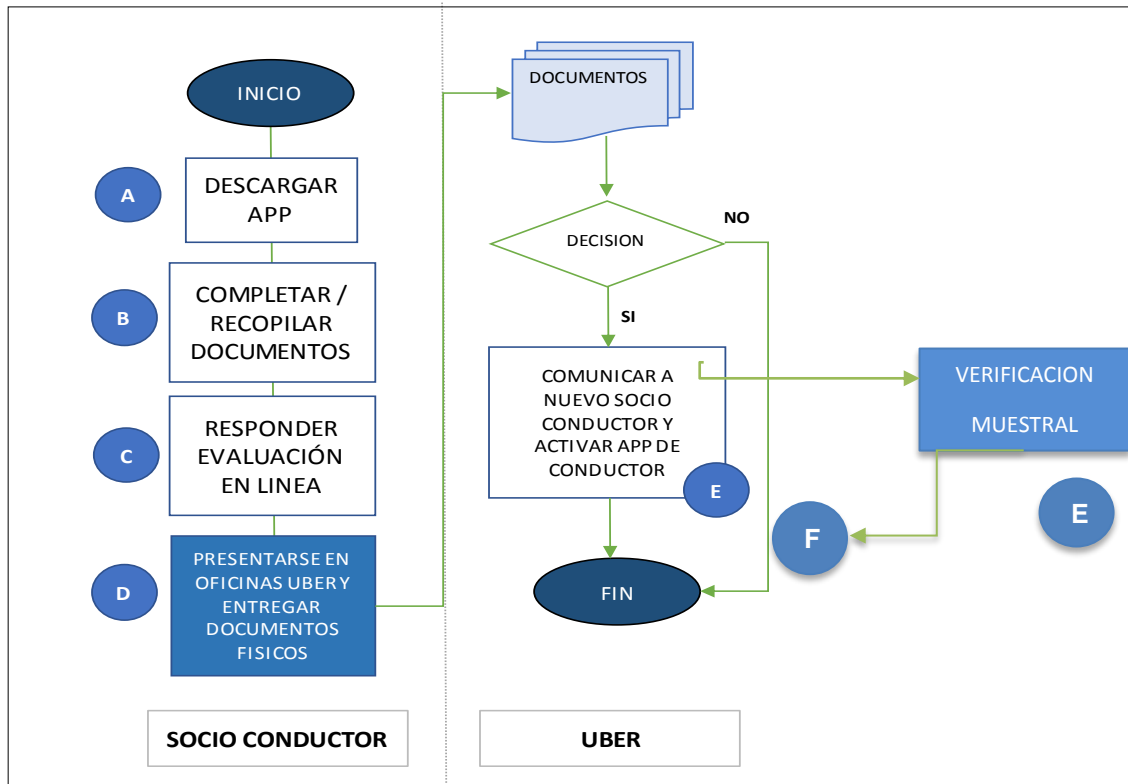 INICIO
A
DESCARGAR
APP
B
COMPLETAR /
RECOPILAR
DOCUMENTOS
C
RESPONDER
EVALUACIÓN
EN LINEA
D
PRESENTARSE EN
OFICINAS UBER Y
ENTREGAR
DOCUMENTOS
FISICOS
SOCIO CONDUCTOR
DOCUMENTOS
DECISION
NO
SI
COMUNICAR A
NUEVO SOCIO
CONDUCTOR Y
ACTIVAR APP DE
CONDUCTOR
E
FIN
VERIFICACION
MUESTRAL
E
F
UBER